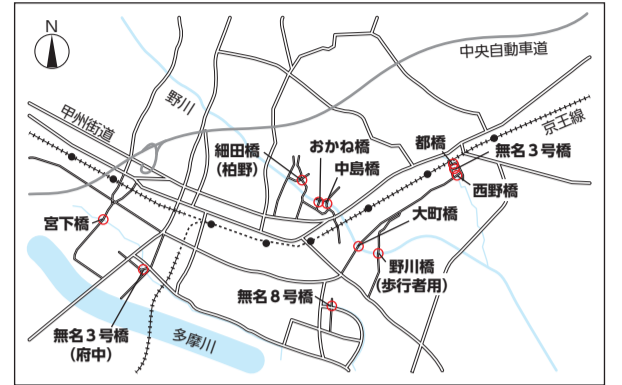 N
中央自動車道
野川
甲州街道
京王線
細田橋
（柏野）
おかね橋
中島橋
都橋
無名３号橋
西野橋
大町橋
宮下橋
野川橋
（歩行者用）
無名８号橋
無名３号橋
（府中）
多摩川